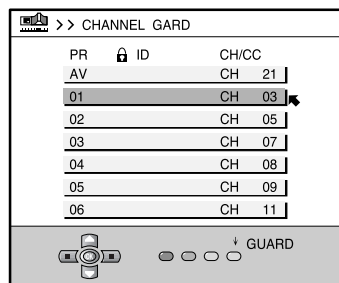 >> CHANNEL GARD
PR ID CH/CC
AV CH 21
01 CH 03
02 CH 05
03 CH 07
04 CH 08
05 CH 09
06 CH 11
↓ GUARD